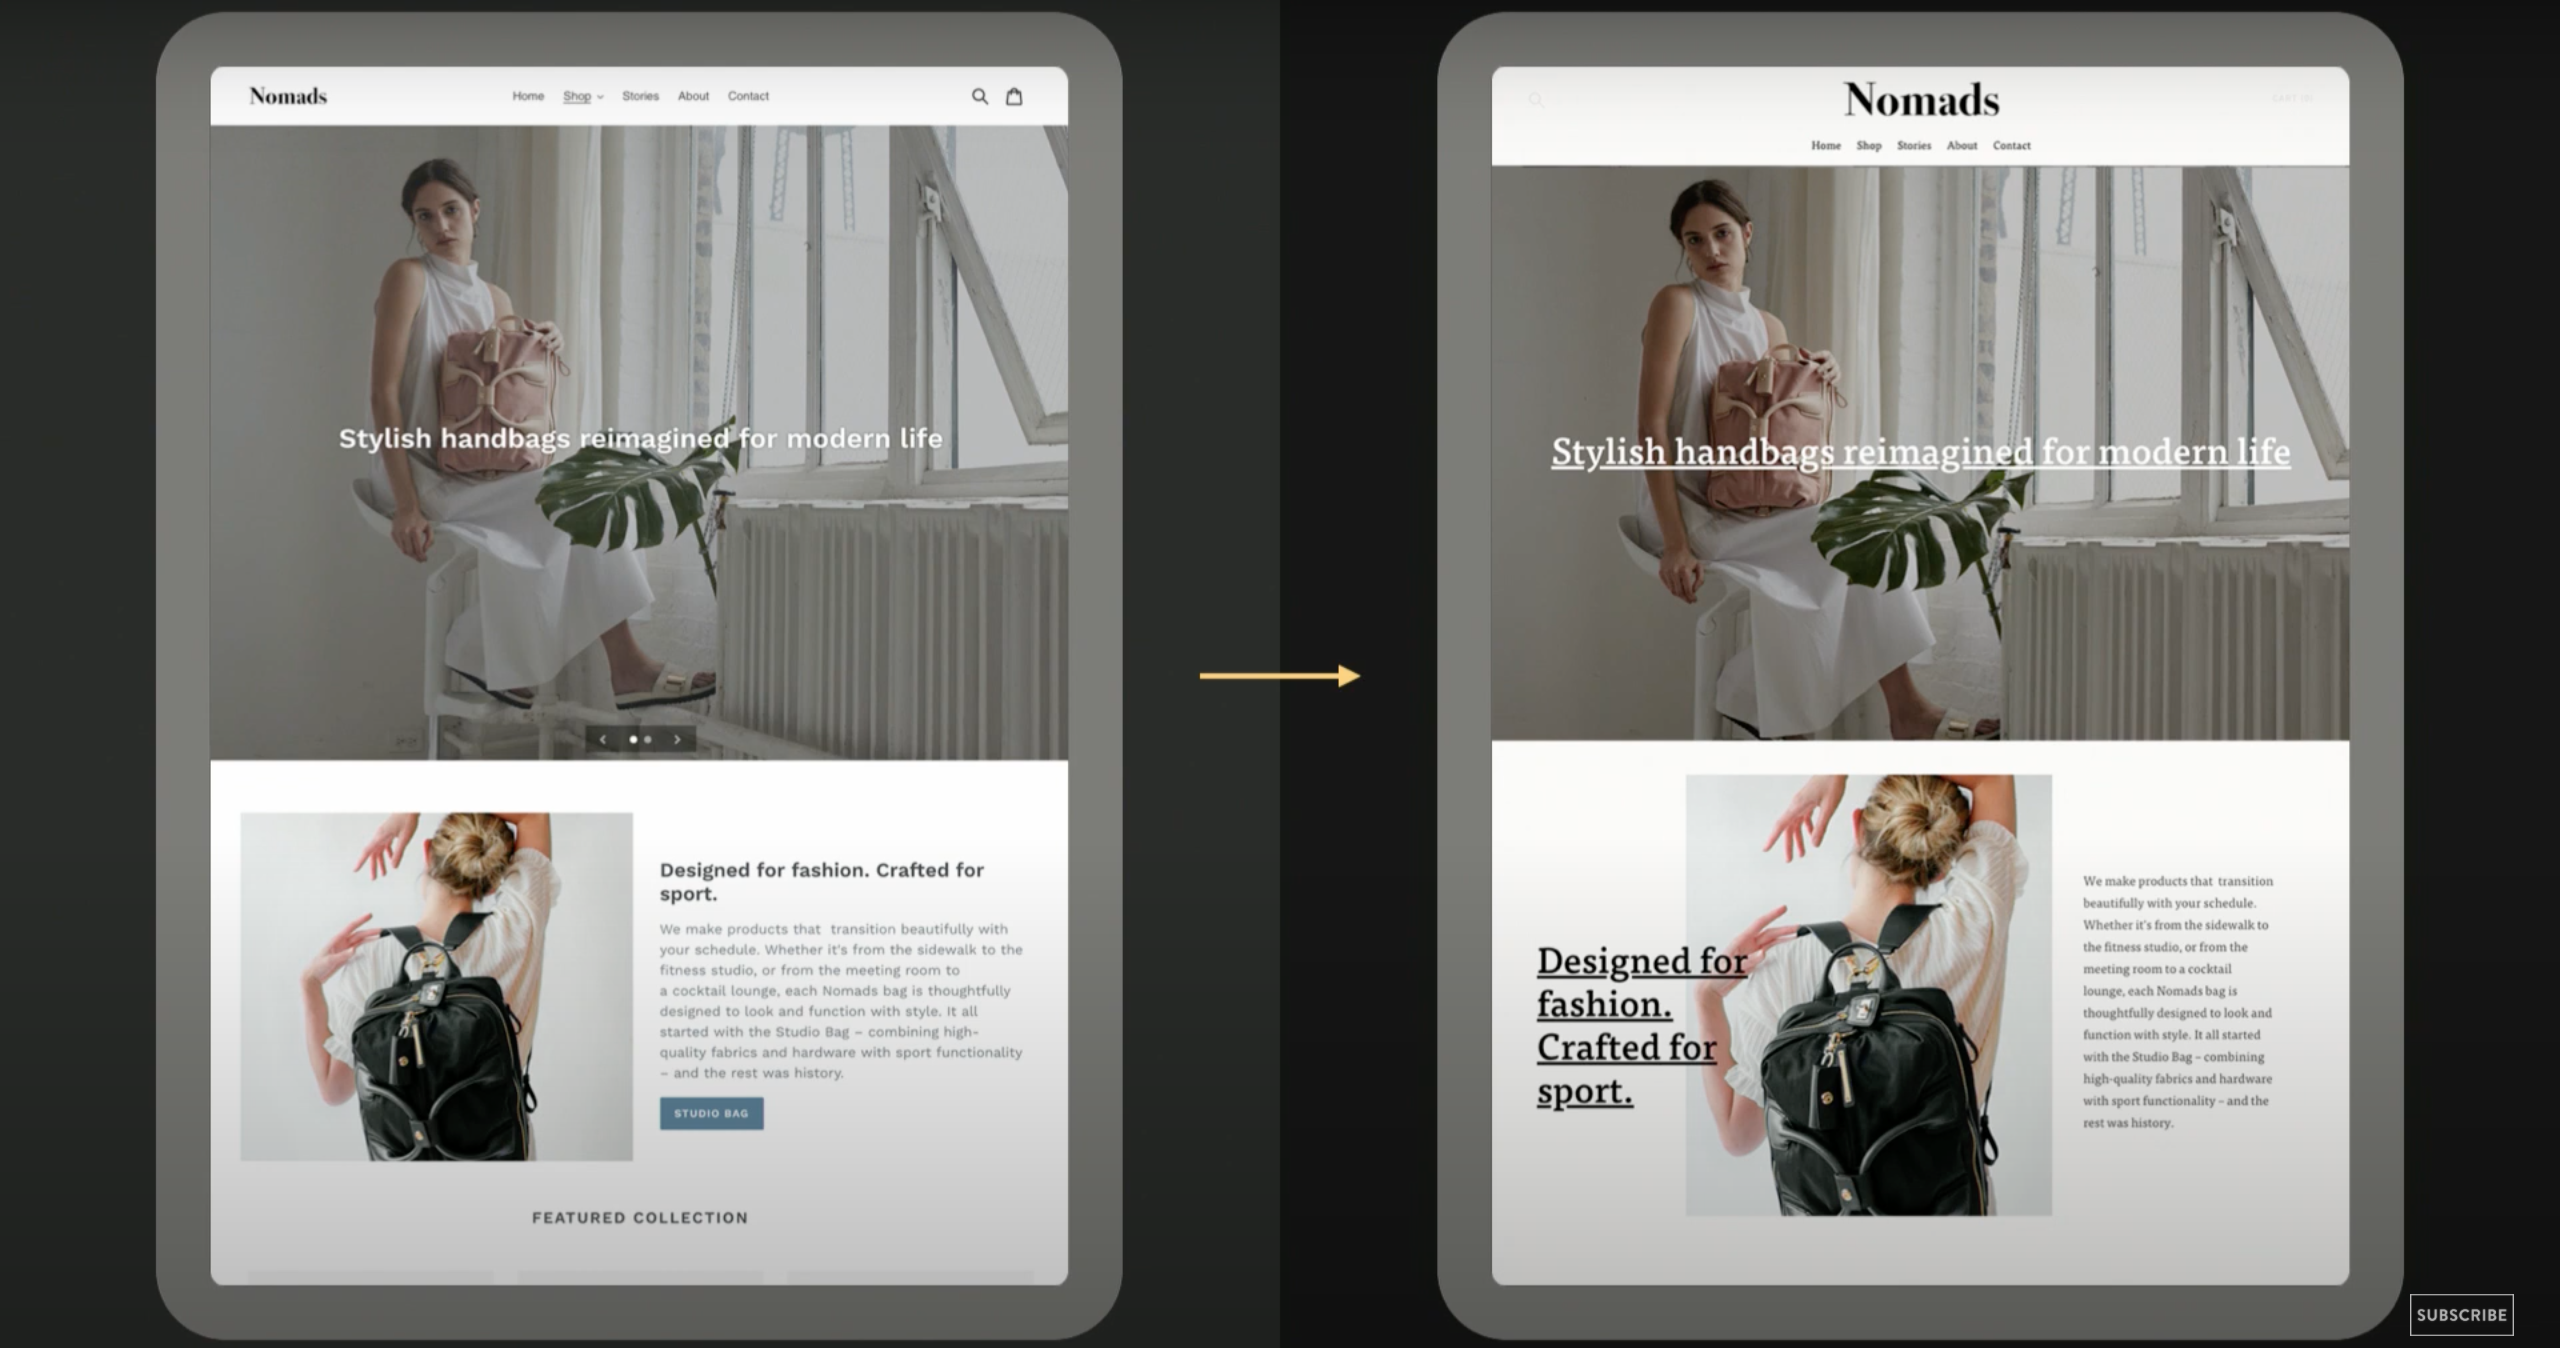 Nomads
Home Shop Stories About Contact
Stylish handbags reimagined for modern life
Designed for fashion. Crafted for
sport.
We make products that transition beautifully with
your schedule. Whether it's from the sidewalk to the
fitness studio, or from the meeting room to
a cocktail lounge, each Nomads bag is thoughtfully
designed to look and function with style. It all
started with the Studio Bag – combining high-
quality fabrics and hardware with sport functionality
– and the rest was history.
STUDIO BAG
FEATURED COLLECTION
Nomads
CART (0)
Home Shop Stories About Contact
Stylish handbags reimagined for modern life
Designed for
fashion.
Crafted for
sport.
We make products that transition
beautifully with your schedule.
Whether it's from the sidewalk to
the fitness studio, or from the
meeting room to a cocktail
lounge, each Nomads bag is
thoughtfully designed to look and
function with style. It all started
with the Studio Bag – combining
high-quality fabrics and hardware
with sport functionality – and the
rest was history.
SUBSCRIBE